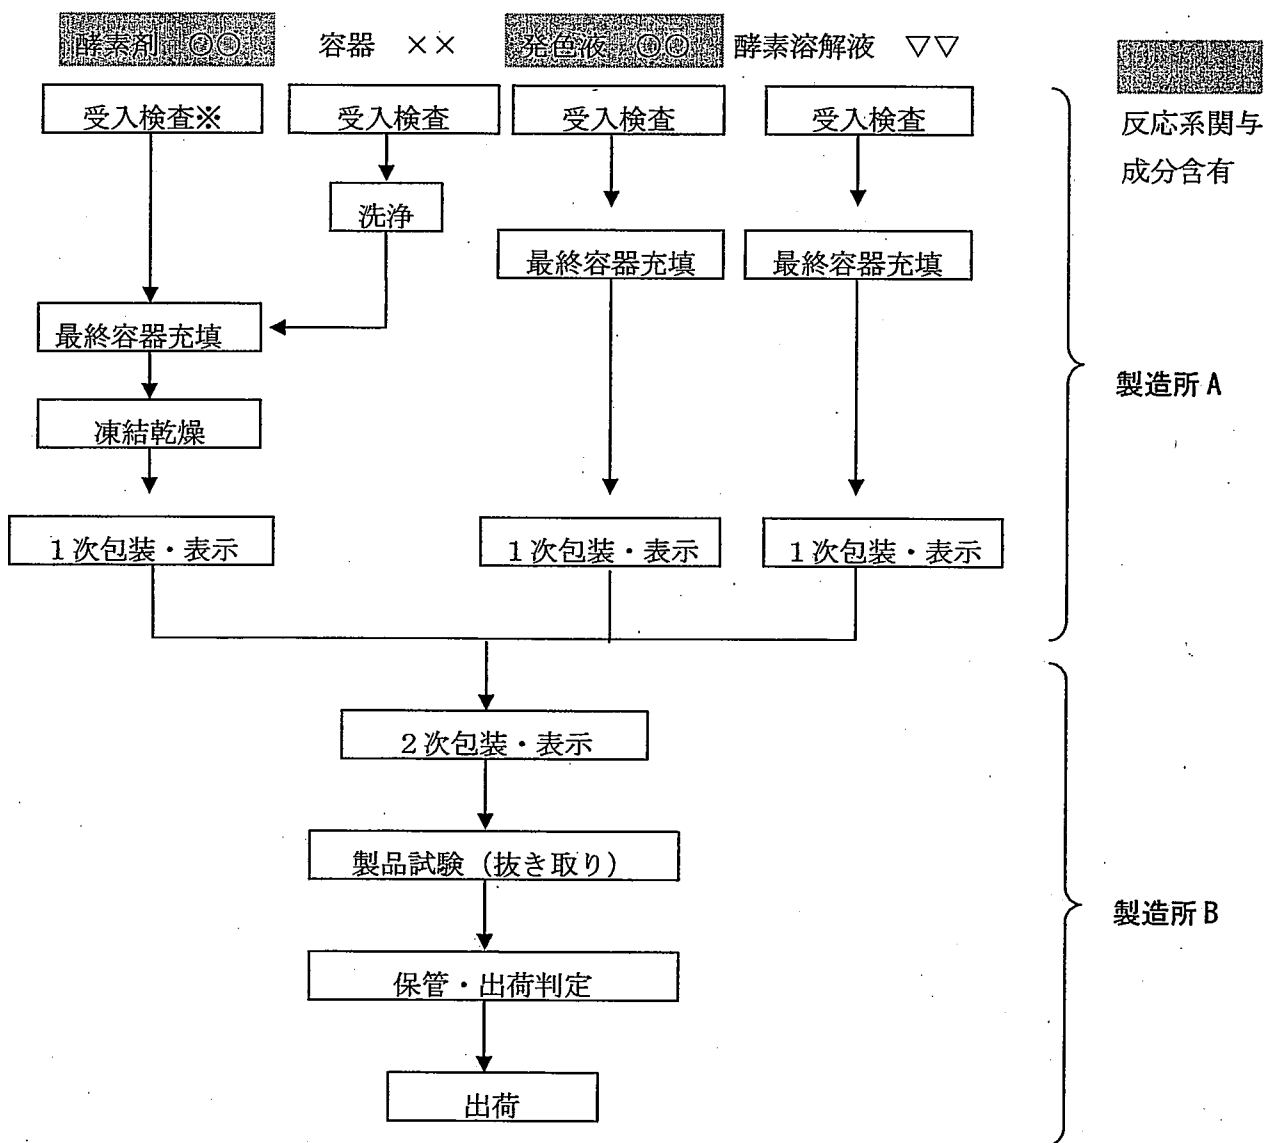 酵素剤 ◎◎
容器 ××
発色液 ◎◎
酵素溶解液 ▽▽
受入検査※
受入検査
受入検査
受入検査
反応系関与
成分含有
洗浄
最終容器充填
最終容器充填
最終容器充填
製造所A
凍結乾燥
1次包装・表示
1次包装・表示
1次包装・表示
2次包装・表示
製品試験(抜き取り)
製造所B
保管・出荷判定
出荷